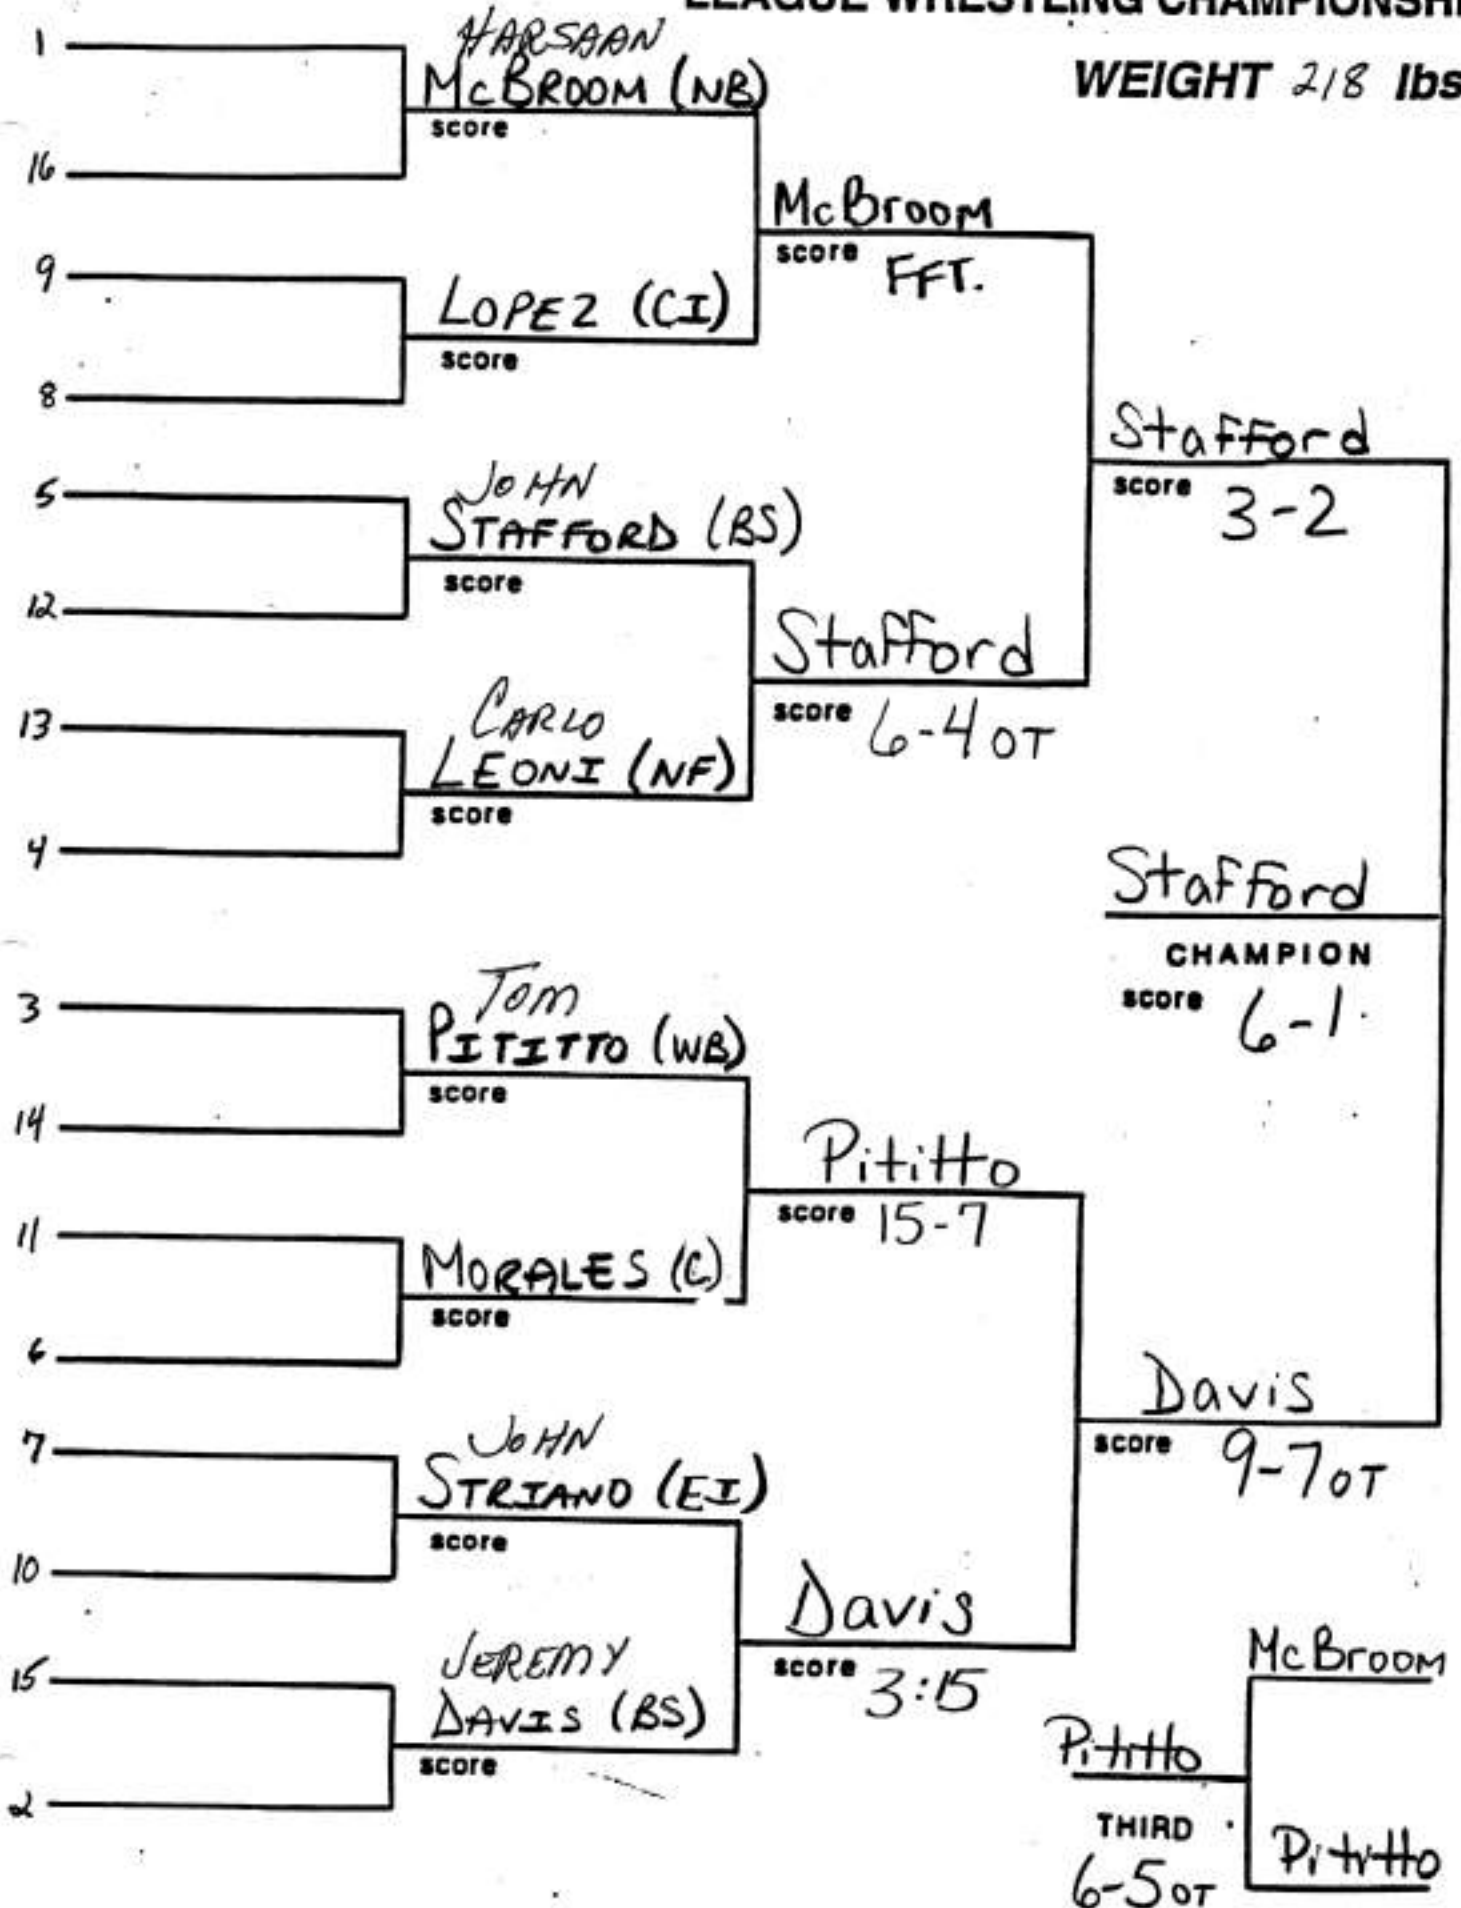 LEAGUE WRESTLING CHAMPIONSHI
WEIGHT 218 lbs
1
HARSAAN
McBROOM (NB)
score
16
McBroom
score FFT.
9
LOPEZ (CI)
score
8
Stafford
score 3-2
5
JOHN
STAFFORD (BS)
score
12
Stafford
score 6-4 OT
13
CARLO
LEONI (NF)
score
4
Stafford
CHAMPION
score 6-1
3
TOM
PITITTO (WB)
score
14
Pititto
score 15-7
11
MORALES (C)
score
6
Davis
score 9-7 OT
7
JOHN
STRIANO (EI)
score
10
Davis
score 3:15
15
JEREMY
DAVIS (BS)
score
2
McBroom
Pititto
THIRD
6-5 OT
Pititto